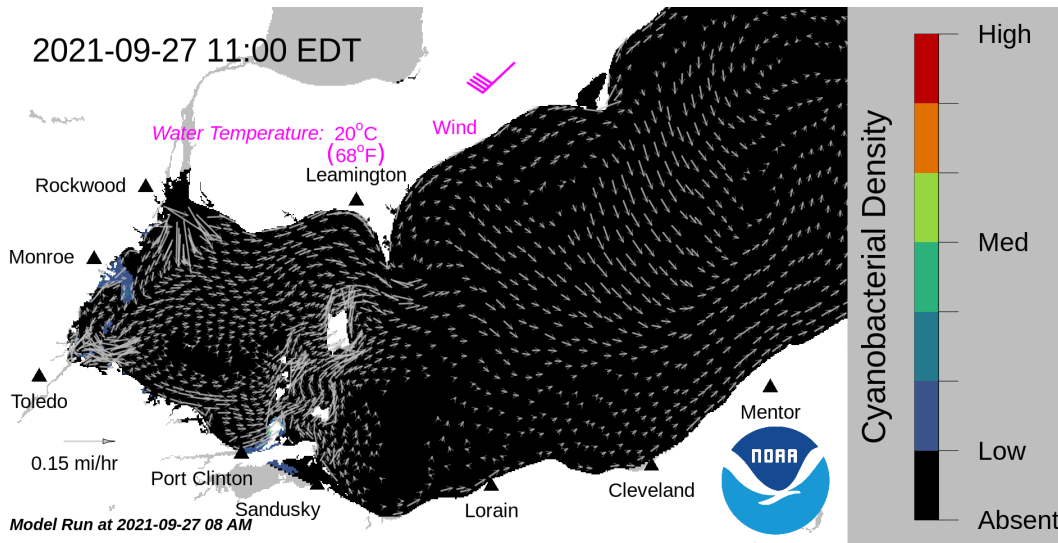 2021-09-27 11:00 EDT
Water Temperature: 20°C
(68°F)
Wind
Leamington
Rockwood
Monroe
Toledo
0.15 mi/hr
Port Clinton
Sandusky
Lorain
Cleveland
Mentor
NOAA
Model Run at 2021-09-27 08 AM
Cyanobacterial Density
High
Med
Low
Absent